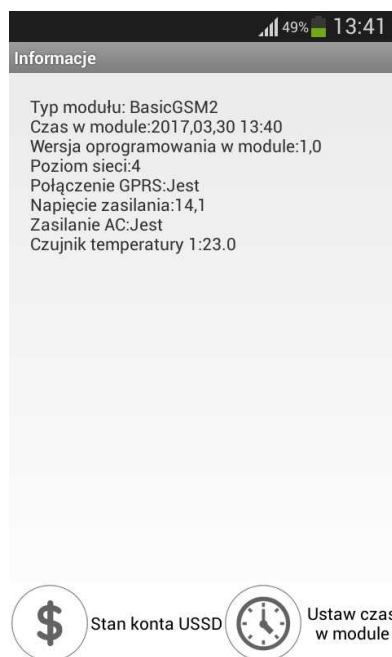 49% 13:41
Informacje
Typ modułu: BasicGSM2
Czas w module:2017,03,30 13:40
Wersja oprogramowania w module:1,0
Poziom sieci:4
Połączenie GPRS:Jest
Napięcie zasilania:14,1
Zasilanie AC:Jest
Czujnik temperatury 1:23.0
$ Stan konta USSD
Ustaw czas
w module